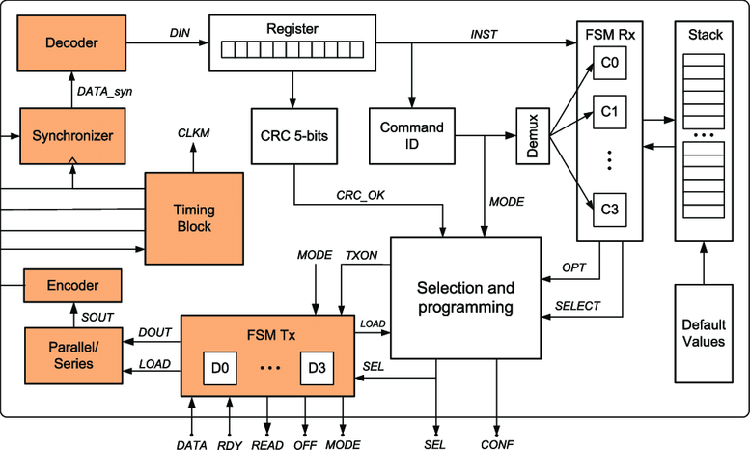 Decoder
DIN
Register
INST
FSM Rx
Stack
C0
DATA_syn
Synchronizer
CLKM
CRC 5-bits
Command
ID
Demux
C1
Timing
Block
CRC_OK
MODE
C3
MODE
TXON
Selection and
programming
OPT
SELECT
Encoder
SCUT
DOUT
LOAD
Parallel/
Series
FSM Tx
LOAD
D0
D3
SEL
Default
Values
DATA
RDY
READ
OFF
MODE
SEL
CONF